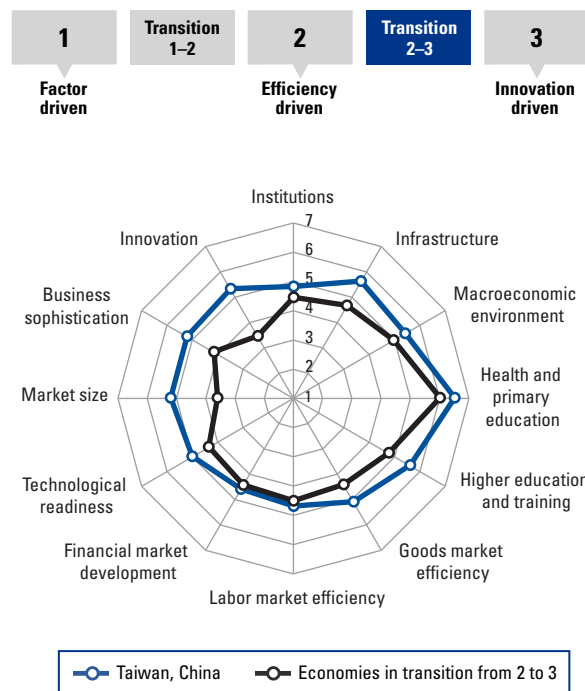 1
Transition
1–2
2
Transition
2–3
3
Factor
driven
Efficiency
driven
Innovation
driven
Institutions
7
6
5
4
3
2
1
Infrastructure
Macroeconomic
environment
Health and
primary
education
Higher education
and training
Goods market
efficiency
Labor market efficiency
Financial market
development
Technological
readiness
Market size
Business
sophistication
Innovation
Taiwan, China
Economies in transition from 2 to 3